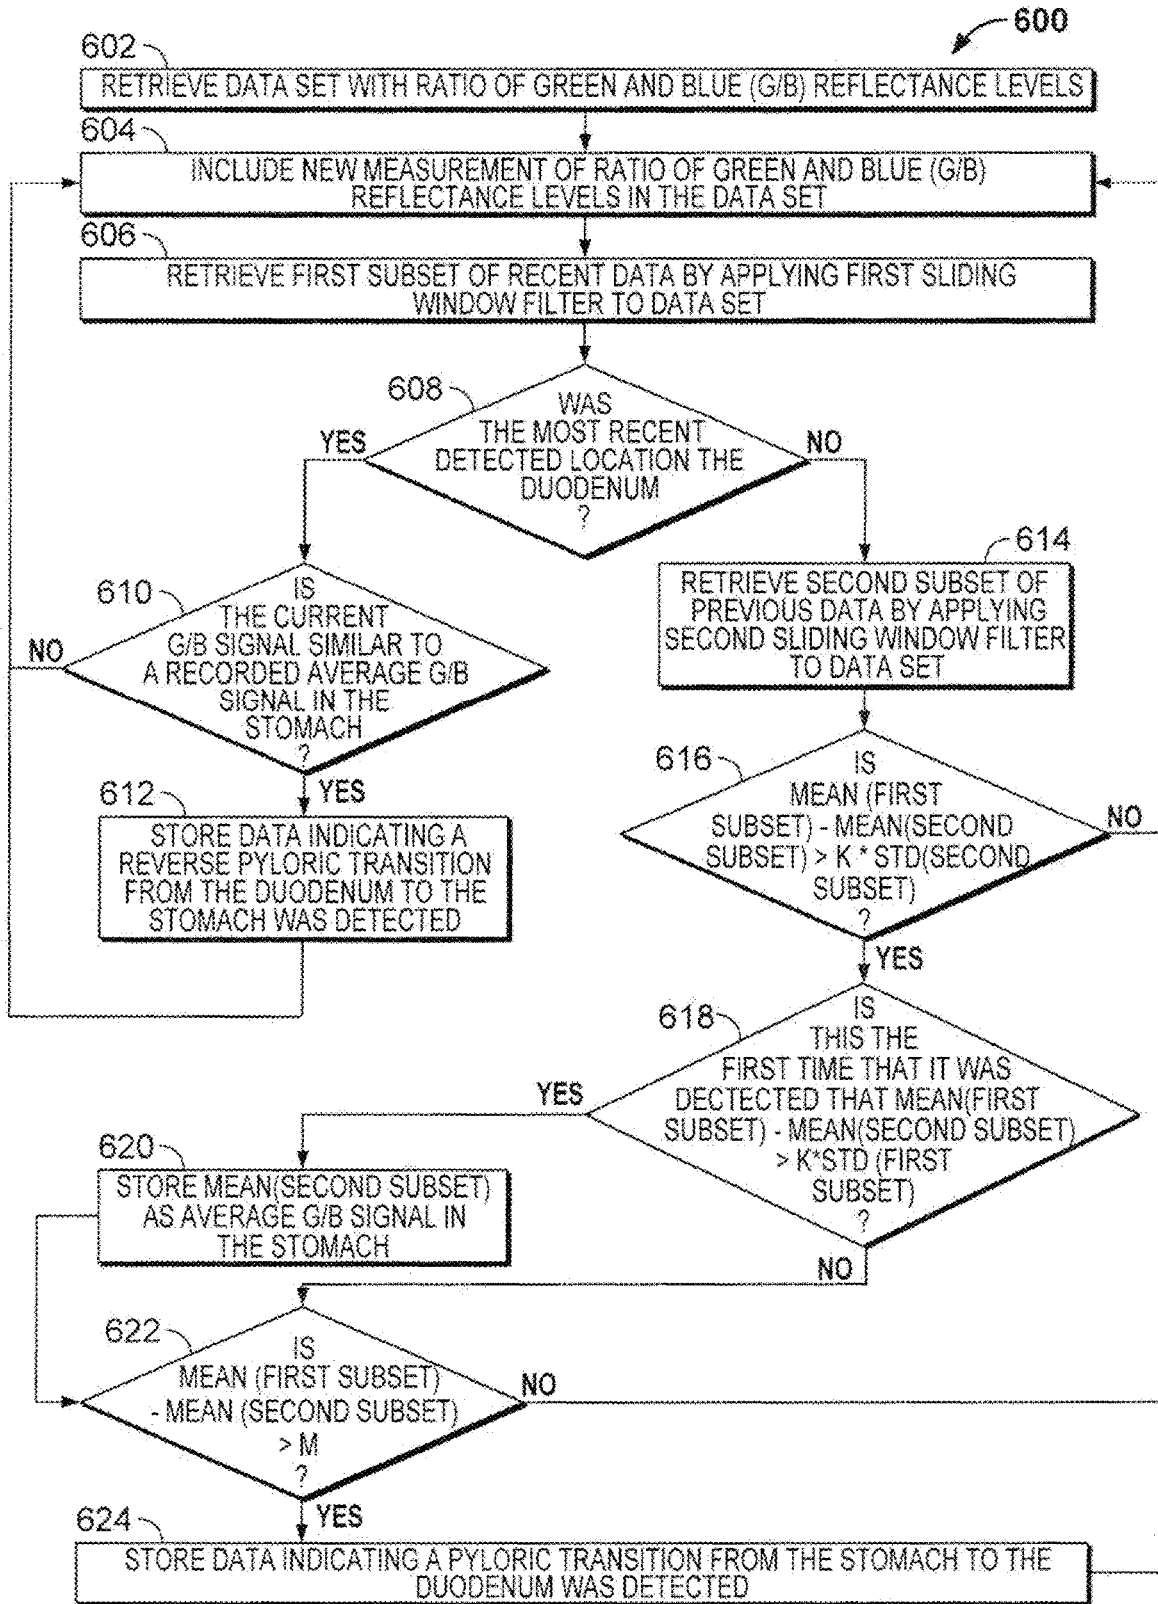 600
602
RETRIEVE DATA SET WITH RATIO OF GREEN AND BLUE (G/B) REFLECTANCE LEVELS
604
INCLUDE NEW MEASUREMENT OF RATIO OF GREEN AND BLUE (G/B)
REFLECTANCE LEVELS IN THE DATA SET
606
RETRIEVE FIRST SUBSET OF RECENT DATA BY APPLYING FIRST SLIDING
WINDOW FILTER TO DATA SET
608
WAS
THE MOST RECENT
DETECTED LOCATION THE
DUODENUM
?
YES
NO
610
IS
THE CURRENT
G/B SIGNAL SIMILAR TO
A RECORDED AVERAGE G/B
SIGNAL IN THE
STOMACH
?
NO
YES
612
STORE DATA INDICATING A
REVERSE PYLORIC TRANSITION
FROM THE DUODENUM TO THE
STOMACH WAS DETECTED
614
RETRIEVE SECOND SUBSET OF
PREVIOUS DATA BY APPLYING
SECOND SLIDING WINDOW FILTER
TO DATA SET
616
IS
MEAN (FIRST
SUBSET) - MEAN(SECOND
SUBSET) > K * STD(SECOND
SUBSET)
?
NO
YES
618
IS
THIS THE
FIRST TIME THAT IT WAS
DECTECTED THAT MEAN(FIRST
SUBSET) - MEAN(SECOND SUBSET)
> K*STD (FIRST
SUBSET)
?
YES
NO
620
STORE MEAN(SECOND SUBSET)
AS AVERAGE G/B SIGNAL IN
THE STOMACH
622
IS
MEAN (FIRST SUBSET)
- MEAN (SECOND SUBSET)
> M
?
NO
YES
624
STORE DATA INDICATING A PYLORIC TRANSITION FROM THE STOMACH TO THE
DUODENUM WAS DETECTED